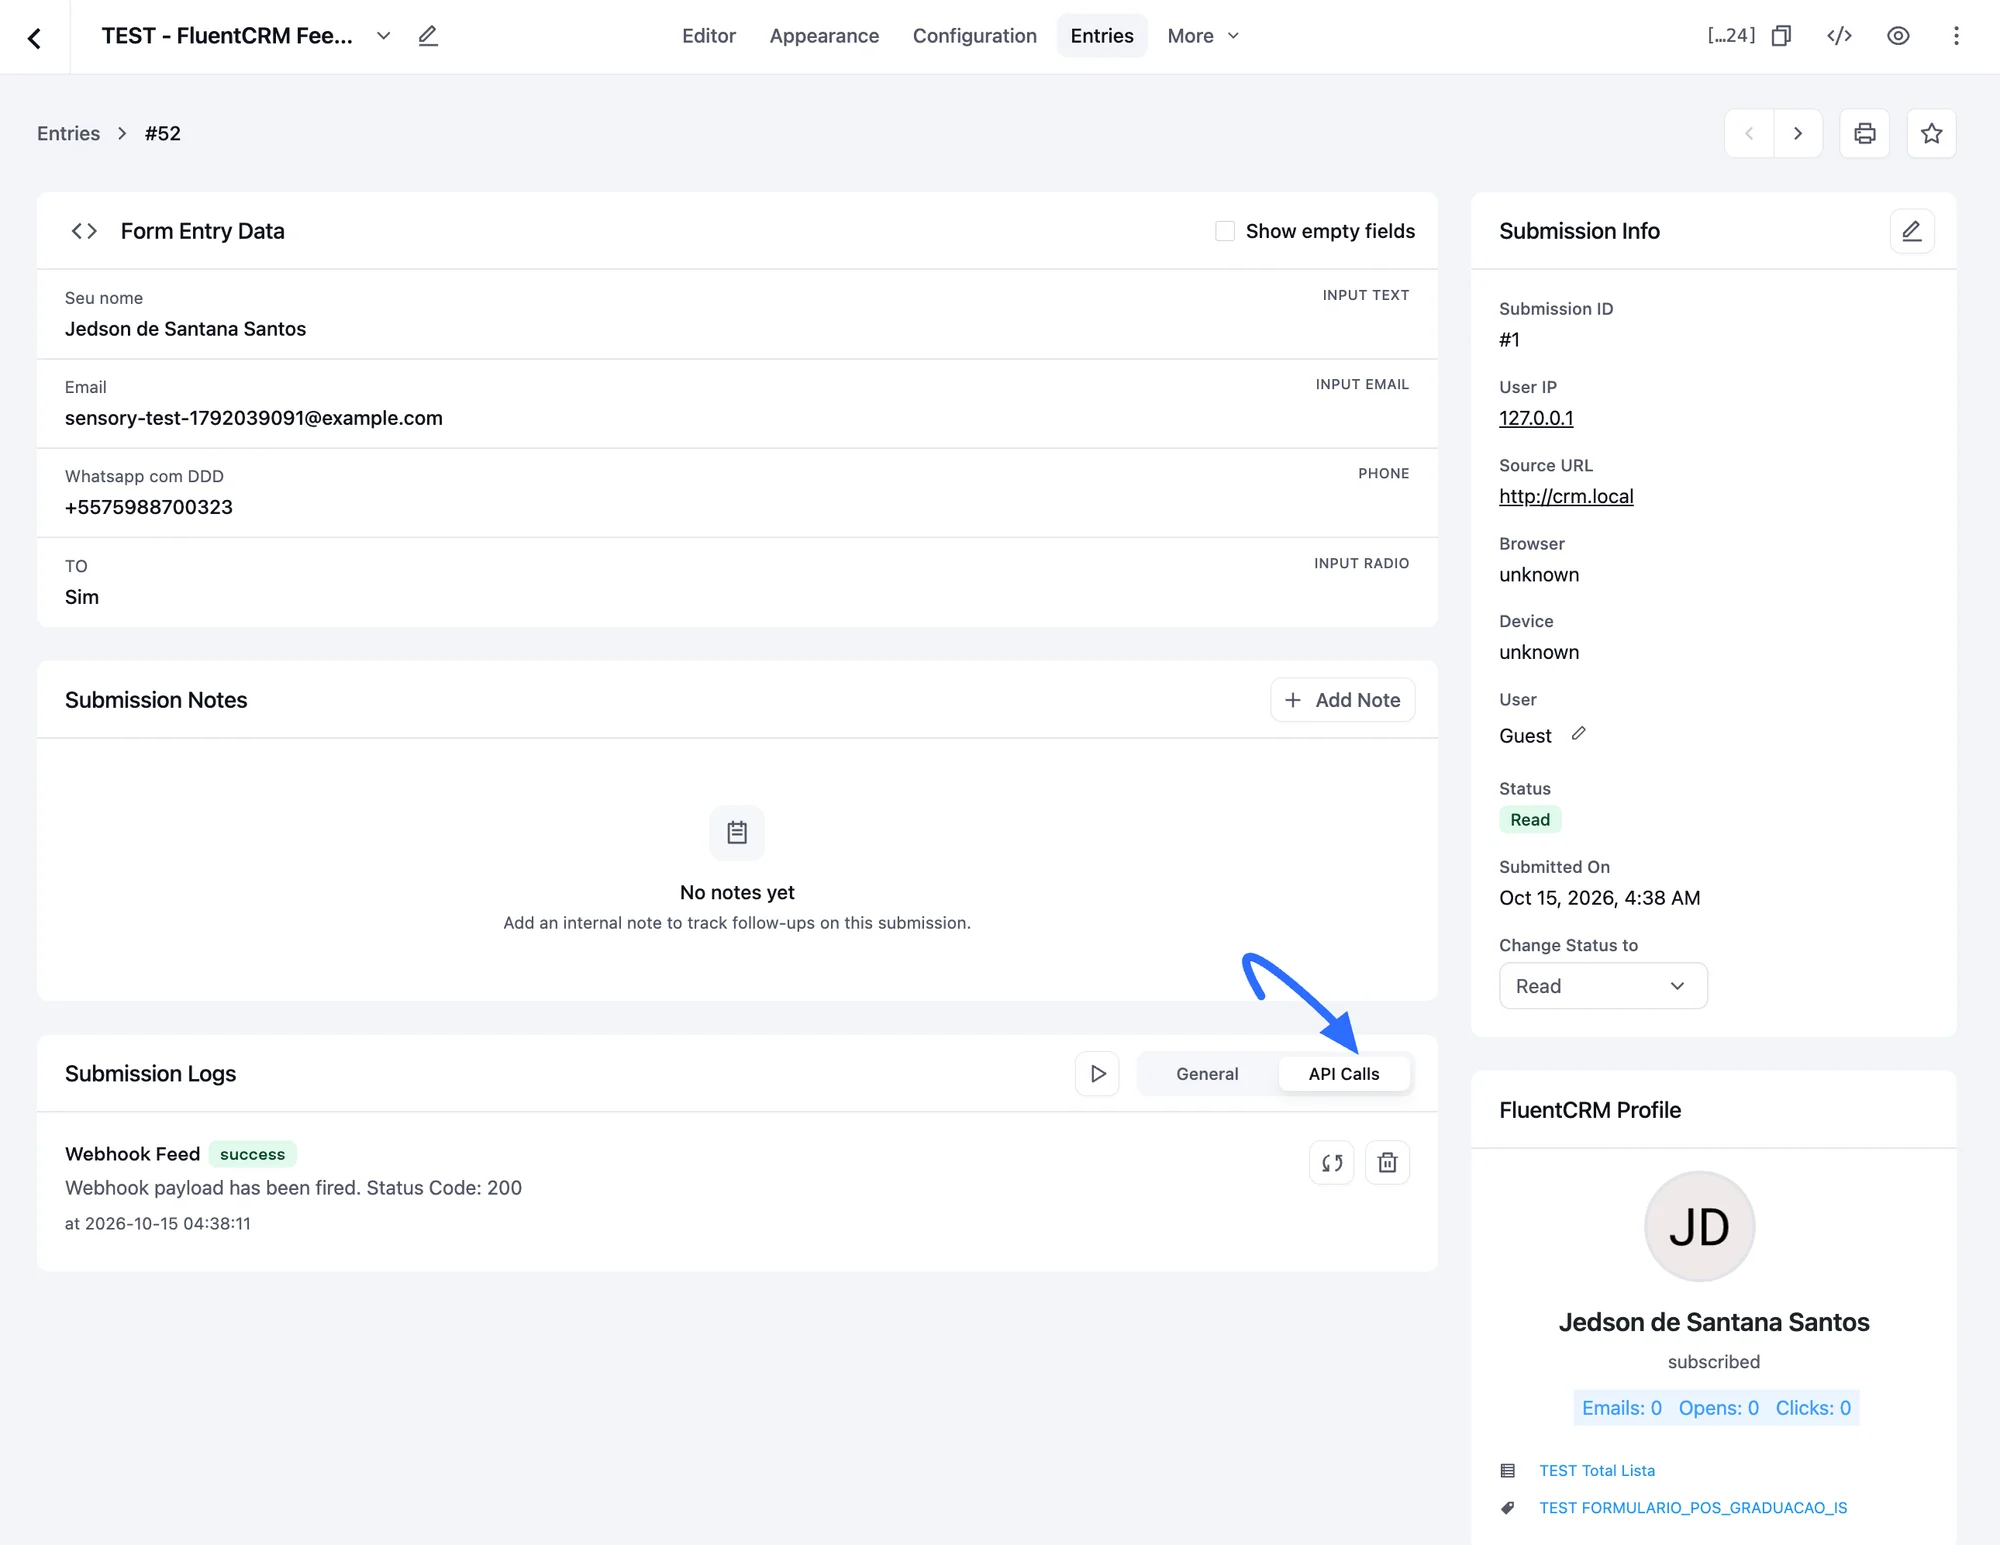 TEST - FluentCRM Fee...
Editor
Appearance
Configuration
Entries
More
[...24]
Entries
#52
Form Entry Data
Show empty fields
Seu nome
INPUT TEXT
Jedson de Santana Santos
Email
INPUT EMAIL
sensory-test-1792039091@example.com
Whatsapp com DDD
PHONE
+5575988700323
TO
INPUT RADIO
Sim
Submission Notes
Add Note
No notes yet
Add an internal note to track follow-ups on this submission.
Submission Logs
General
API Calls
Webhook Feed
success
Webhook payload has been fired. Status Code: 200
at 2026-10-15 04:38:11
Submission Info
Submission ID
#1
User IP
127.0.0.1
Source URL
http://crm.local
Browser
unknown
Device
unknown
User
Guest
Status
Read
Submitted On
Oct 15, 2026, 4:38 AM
Change Status to
Read
FluentCRM Profile
JD
Jedson de Santana Santos
subscribed
Emails: 0 Opens: 0 Clicks: 0
TEST Total Lista
TEST FORMULARIO_POS_GRADUACAO_IS